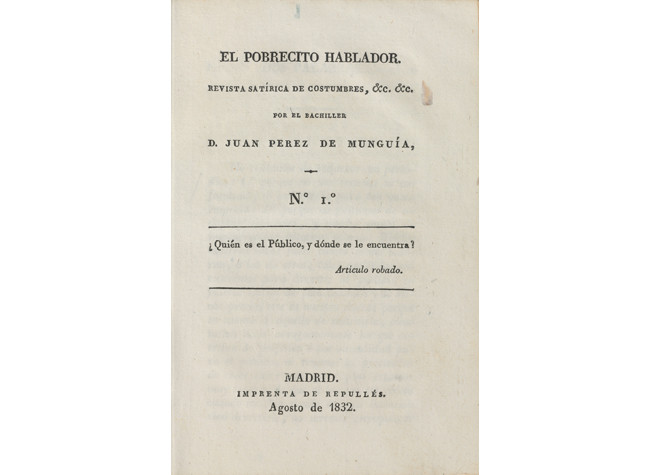 EL POBRECITO HABLADOR.
REVISTA SATÍRICA DE COSTUMBRES, &c. &c.
POR EL BACHILLER
D. JUAN PEREZ DE MUNGUÍA,
N.º 1.º
¿Quién es el Público, y dónde se le encuentra?
Artículo robado.
MADRID.
IMPRENTA DE REPULLÉS.
Agosto de 1832.